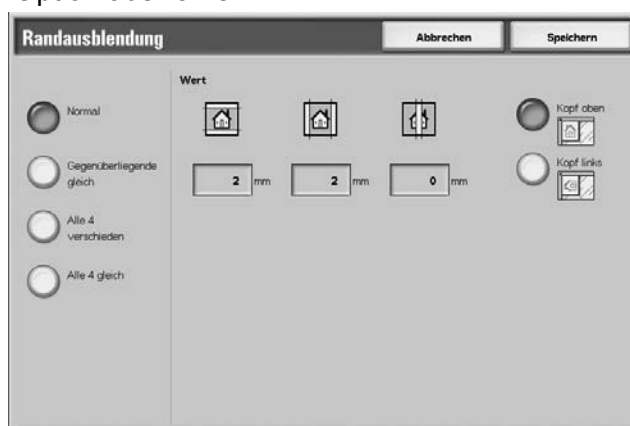 Randausblendung
Abbrechen
Speichern
Wert
Normal
Gegenüberliegende
gleich
Alle 4
verschieden
Alle 4 gleich
2 mm
2 mm
0 mm
Kopf oben
Kopf links